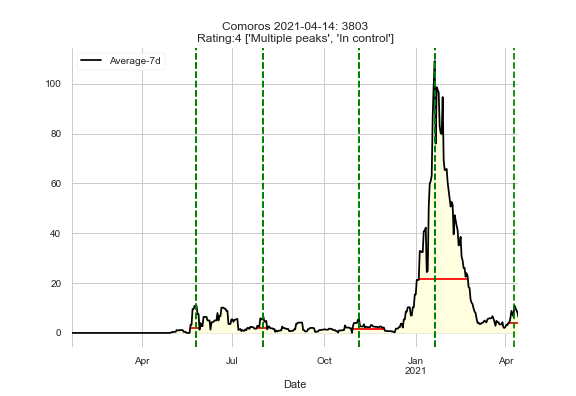 Comoros 2021-04-14: 3803
Rating:4 ['Multiple peaks', 'In control']
Average-7d
100
80
60
40
20
0
Apr
Jul
Oct
Jan
2021
Apr
Date